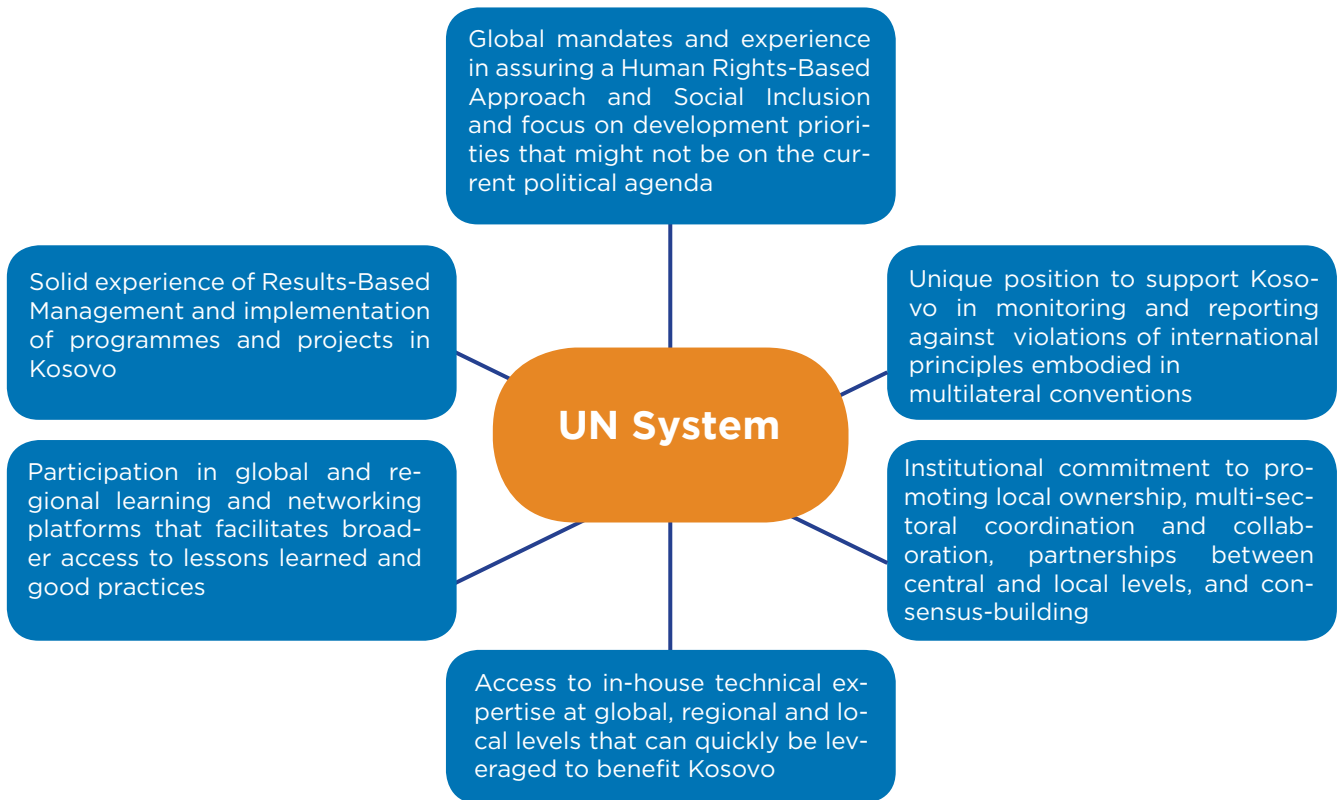 Global mandates and experience
in assuring a Human Rights-Based
Approach and Social Inclusion
and focus on development priori-
ties that might not be on the cur-
rent political agenda
Solid experience of Results-Based
Management and implementation
of programmes and projects in
Kosovo
Unique position to support Koso-
vo in monitoring and reporting
against violations of international
principles embodied in
multilateral conventions
UN System
Participation in global and re-
gional learning and networking
platforms that facilitates broad-
er access to lessons learned and
good practices
Institutional commitment to pro-
moting local ownership, multi-sec-
toral coordination and collab-
oration, partnerships between
central and local levels, and con-
sensus-building
Access to in-house technical ex-
pertise at global, regional and lo-
cal levels that can quickly be lev-
eraged to benefit Kosovo